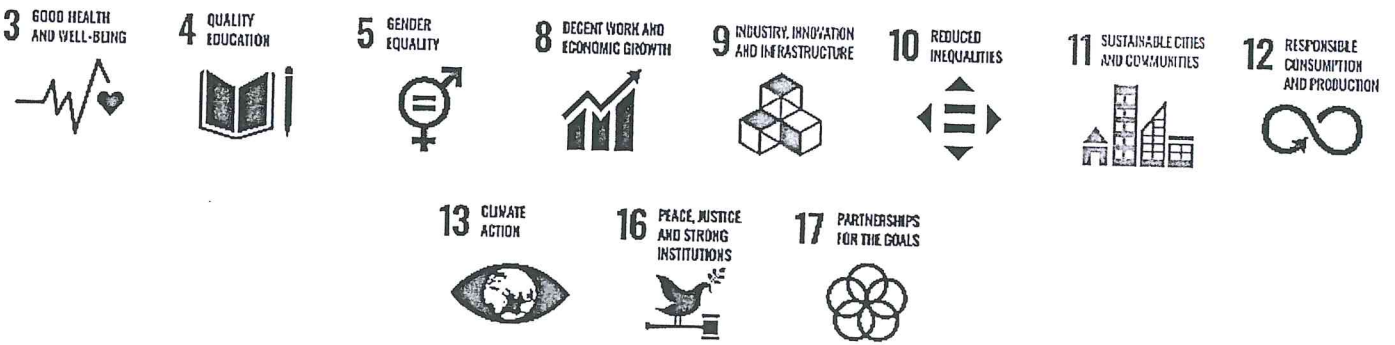 3 GOOD HEALTH
AND WELL-BEING
4 QUALITY
EDUCATION
5 GENDER
EQUALITY
8 DECENT WORK AND
ECONOMIC GROWTH
9 INDUSTRY, INNOVATION
AND INFRASTRUCTURE
10 REDUCED
INEQUALITIES
11 SUSTAINABLE CITIES
AND COMMUNITIES
12 RESPONSIBLE
CONSUMPTION
AND PRODUCTION
13 CLIMATE
ACTION
16 PEACE, JUSTICE
AND STRONG
INSTITUTIONS
17 PARTNERSHIPS
FOR THE GOALS